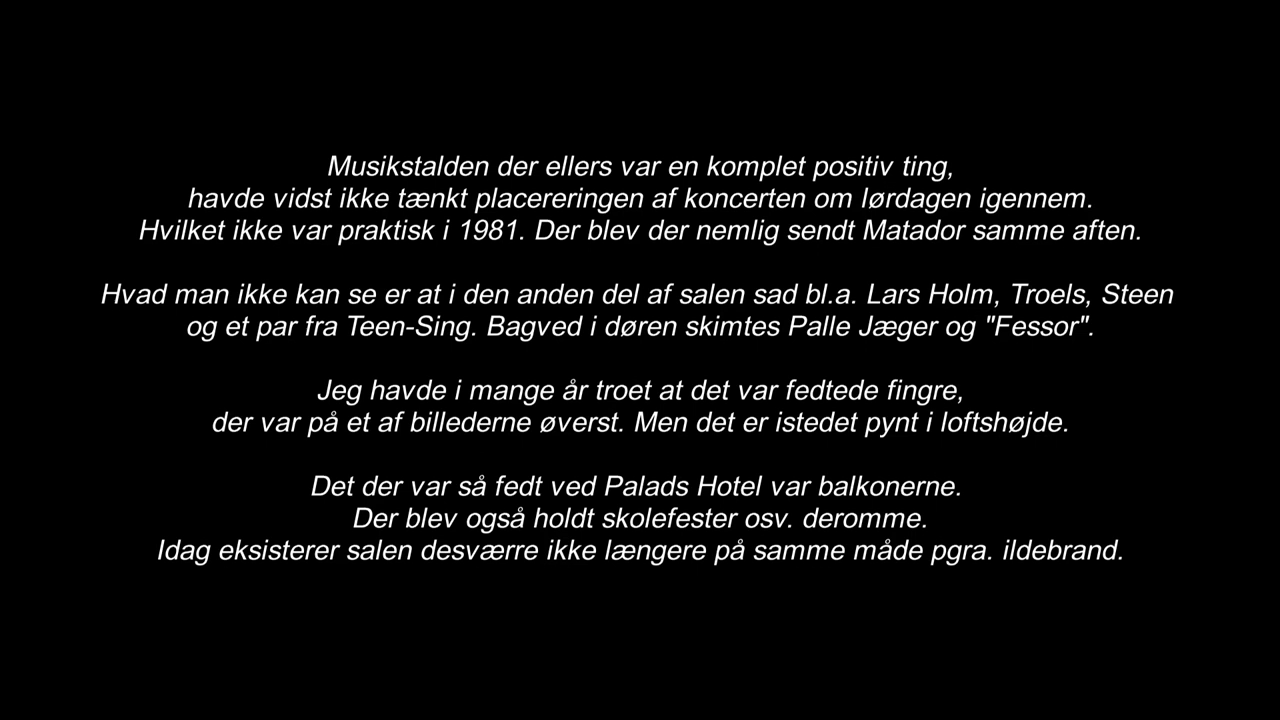 Musikstalden der ellers var en komplet positiv ting,
havde vidst ikke tænkt placereringen af koncerten om lørdagen igennem.
Hvilket ikke var praktisk i 1981. Der blev der nemlig sendt Matador samme aften.
Hvad man ikke kan se er at i den anden del af salen sad bl.a. Lars Holm, Troels, Steen
og et par fra Teen-Sing. Bagved i døren skimtes Palle Jæger og "Fessor".
Jeg havde i mange år troet at det var fedtede fingre,
der var på et af billederne øverst. Men det er istedet pynt i loftshøjde.
Det der var så fedt ved Palads Hotel var balkonerne.
Der blev også holdt skolefester osv. deromme.
Idag eksisterer salen desværre ikke længere på samme måde pgra. ildebrand.